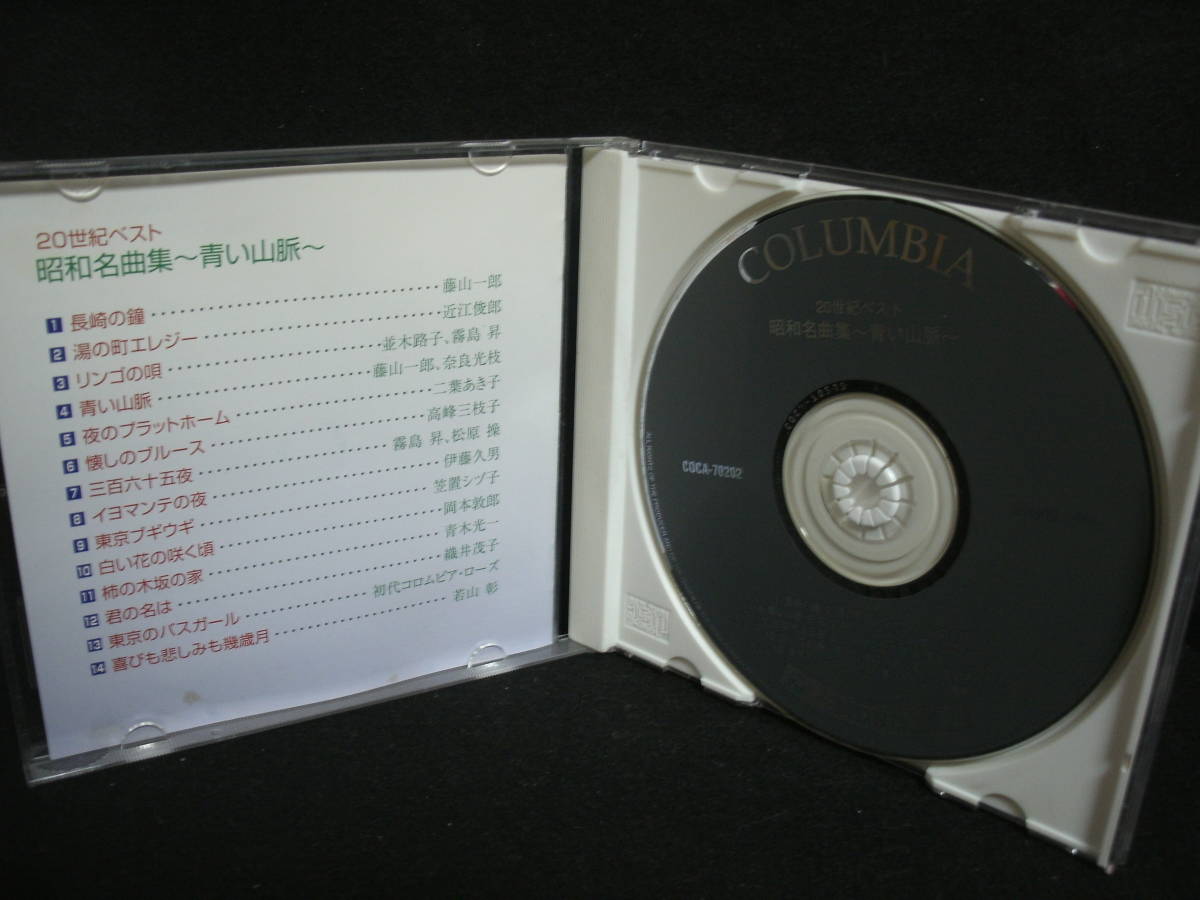 20世紀ベスト
昭和名曲集〜青い山脈〜
1 長崎の鐘 藤山一郎
2 湯の町エレジー 近江俊郎
3 リンゴの唄 並木路子、霧島 昇
4 青い山脈 藤山一郎、奈良光枝
5 夜のプラットホーム 二葉あき子
6 懐しのブルース 高峰三枝子
7 三百六十五夜 霧島 昇、松原 操
8 イヨマンテの夜 伊藤久男
9 東京ブギウギ 笠置シヅ子
10 白い花の咲く頃 岡本敦郎
11 柿の木坂の家 青木光一
12 君の名は 織井茂子
13 東京のバスガール 初代コロムビア・ローズ
14 喜びも悲しみも幾歳月 若山 彰
COLUMBIA
20世紀ベスト
昭和名曲集〜青い山脈〜
COCA-70202